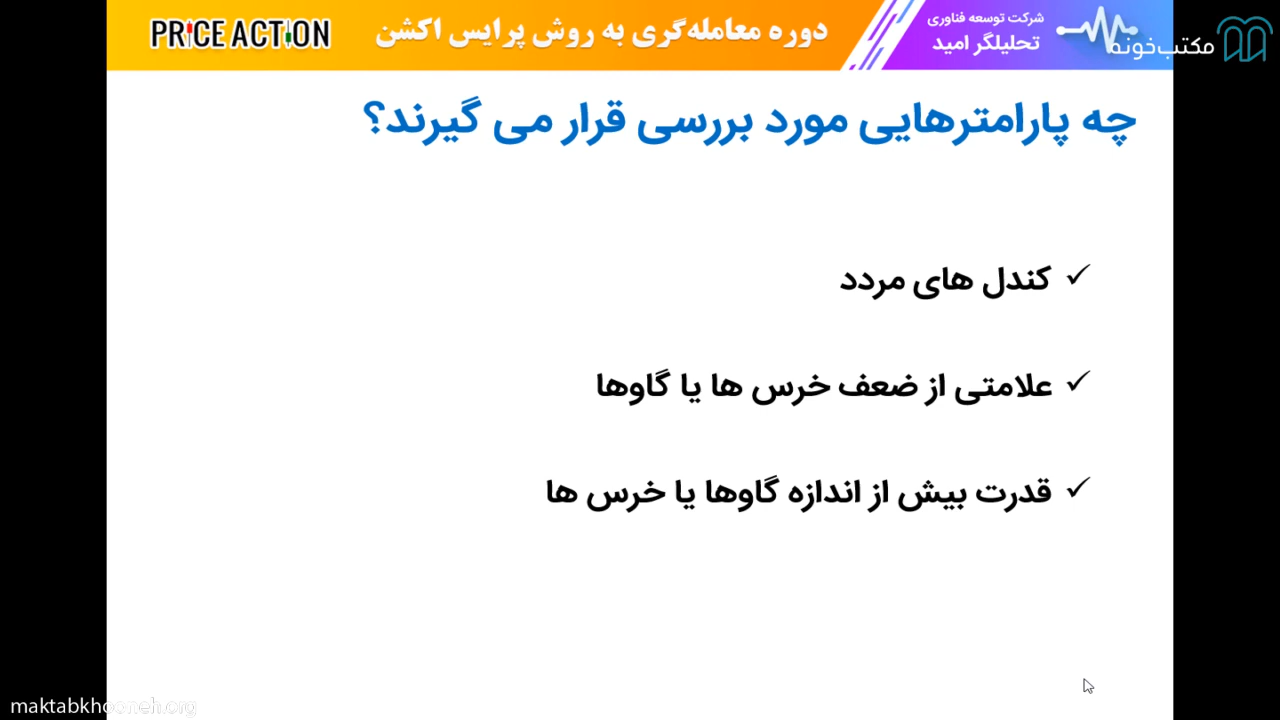 شرکت توسعه فناوری
تحلیلگر امید
مکتب‌خونه
دوره معامله‌گری به روش پرایس اکشن
PRICE ACTION
چه پارامترهایی مورد بررسی قرار می گیرند؟
✓ کندل های مردد
✓ علامتی از ضعف خرس ها یا گاوها
✓ قدرت بیش از اندازه گاوها یا خرس ها
maktabkhooneh.org